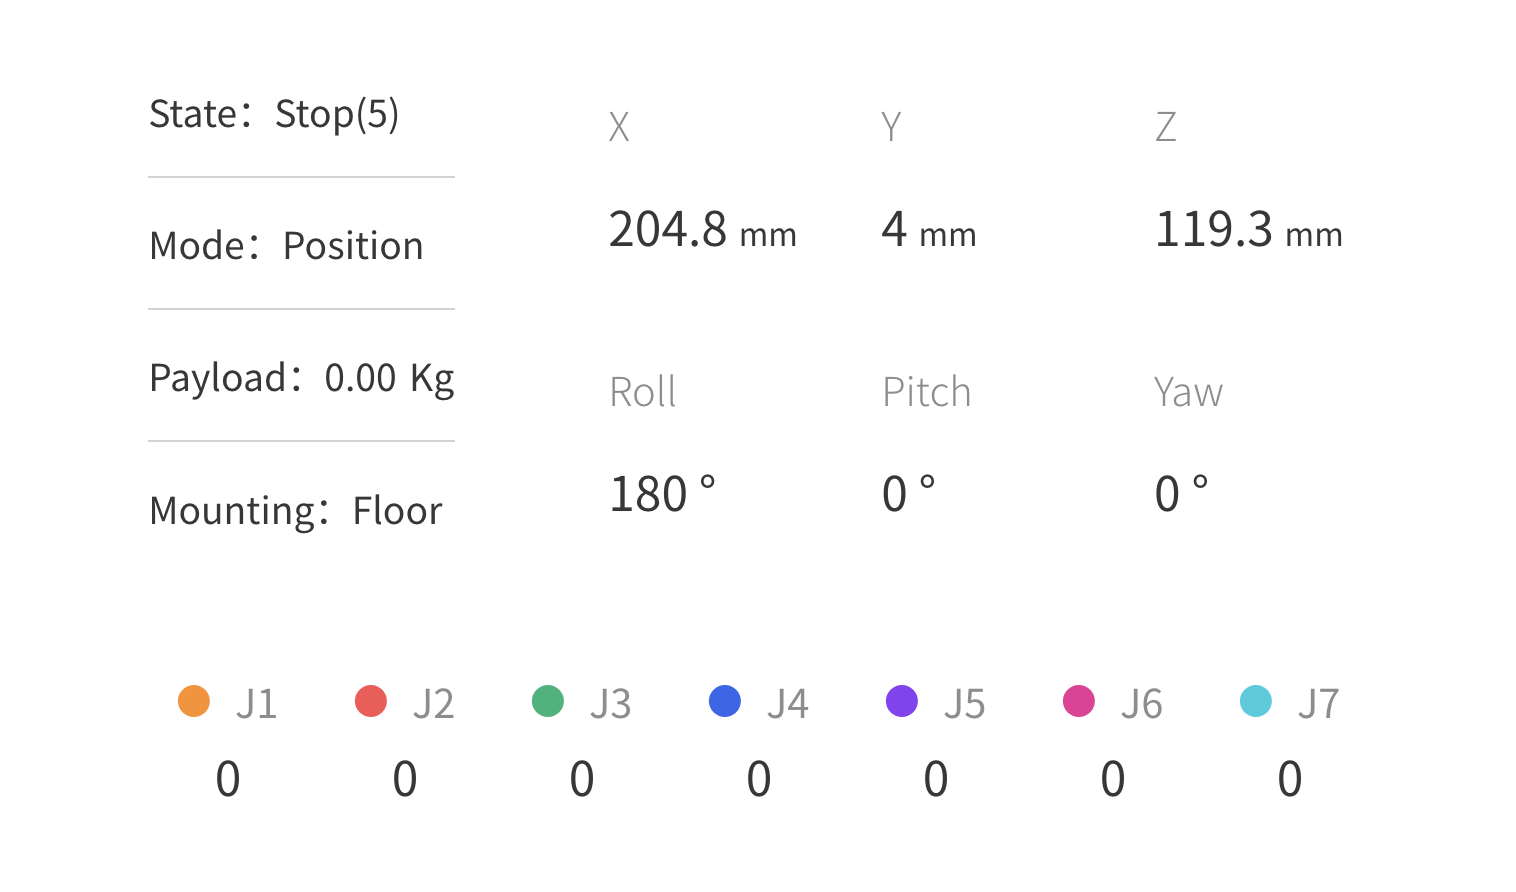 State：Stop(5)
Mode：Position
Payload：0.00 Kg
Mounting：Floor
X Y Z
204.8 mm 4 mm 119.3 mm
Roll Pitch Yaw
180 ° 0 ° 0 °
J1 J2 J3 J4 J5 J6 J7
0 0 0 0 0 0 0